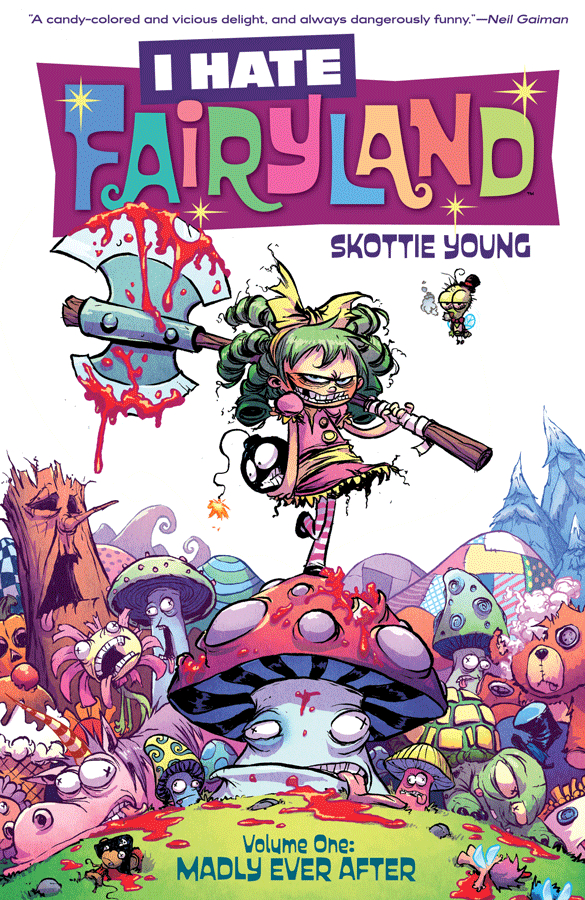 "A candy-colored and vicious delight, and always dangerously funny."—Neil Gaiman
I HATE
FAIRYLAND™
SKOTTIE YOUNG
Volume One:
MADLY EVER AFTER